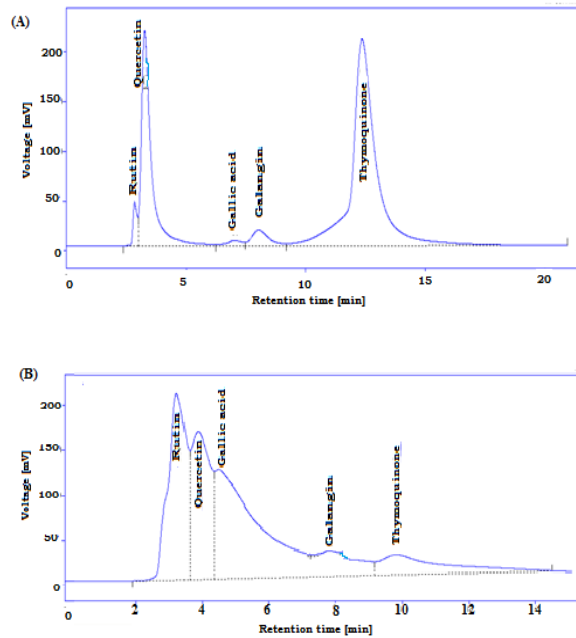 (A)
Voltage [mV]
200
150
100
50
0
Rutin
Quercetin
Gallic acid
Galangin
Thymoquinone
0 5 10 15 20
Retention time [min]
(B)
Voltage [mV]
200
150
100
50
0
Rutin
Quercetin
Gallic acid
Galangin
Thymoquinone
2 4 6 8 10 12 14
Retention time [min]